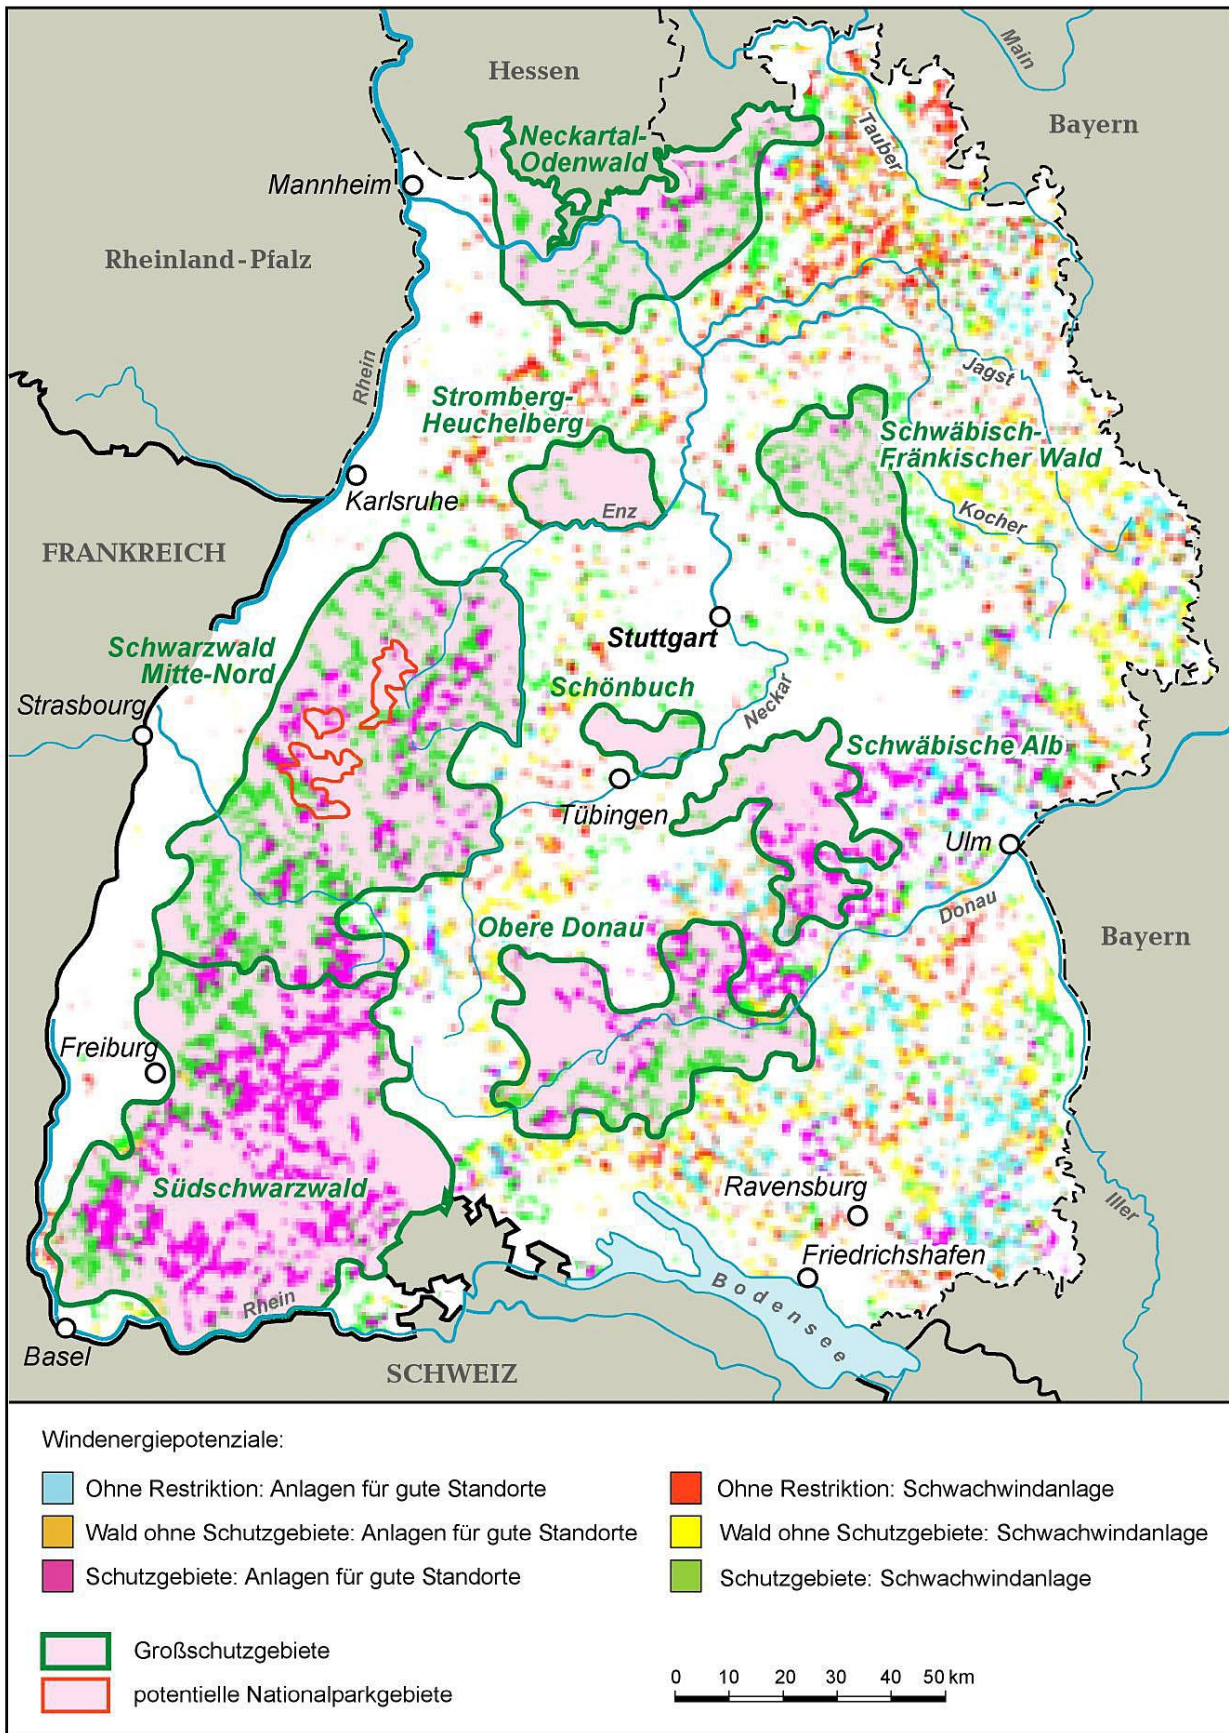 Hessen
Main
Bayern
Tauber
Neckartal-
Odenwald
Mannheim
Rheinland-Pfalz
Rhein
Jagst
Stromberg-
Heuchelberg
Schwäbisch-
Fränkischer Wald
Karlsruhe
Enz
Kocher
FRANKREICH
Stuttgart
Schwarzwald
Mitte-Nord
Schönbuch
Neckar
Strasbourg
Schwäbische Alb
Tübingen
Ulm
Donau
Obere Donau
Bayern
Freiburg
Südschwarzwald
Ravensburg
Iller
Friedrichshafen
Bodensee
Rhein
Basel
SCHWEIZ
Windenergiepotenziale:
Ohne Restriktion: Anlagen für gute Standorte
Wald ohne Schutzgebiete: Anlagen für gute Standorte
Schutzgebiete: Anlagen für gute Standorte
Ohne Restriktion: Schwachwindanlage
Wald ohne Schutzgebiete: Schwachwindanlage
Schutzgebiete: Schwachwindanlage
Großschutzgebiete
potentielle Nationalparkgebiete
0 10 20 30 40 50 km